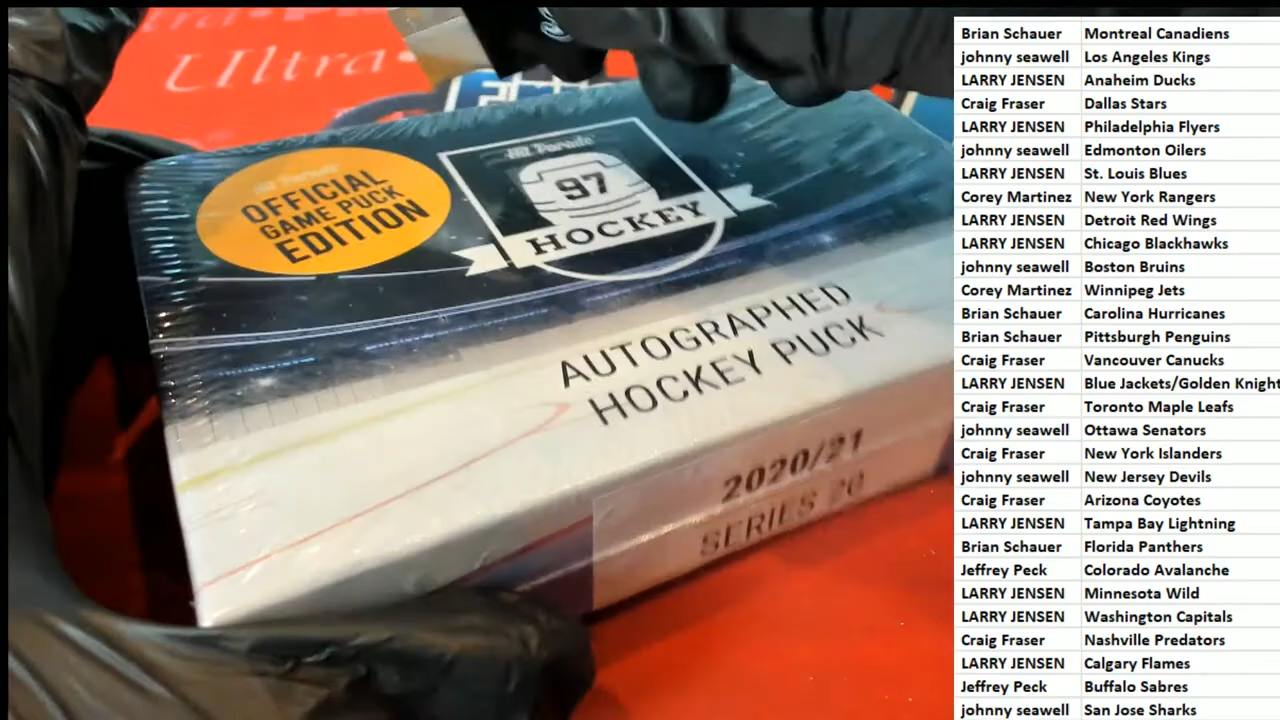 Ultra
Hit Parade
OFFICIAL
GAME PUCK
EDITION
Hit Parade
97
HOCKEY
AUTOGRAPHED
HOCKEY PUCK
2020/21
SERIES 20
Brian Schauer Montreal Canadiens
johnny seawell Los Angeles Kings
LARRY JENSEN Anaheim Ducks
Craig Fraser Dallas Stars
LARRY JENSEN Philadelphia Flyers
johnny seawell Edmonton Oilers
LARRY JENSEN St. Louis Blues
Corey Martinez New York Rangers
LARRY JENSEN Detroit Red Wings
LARRY JENSEN Chicago Blackhawks
johnny seawell Boston Bruins
Corey Martinez Winnipeg Jets
Brian Schauer Carolina Hurricanes
Brian Schauer Pittsburgh Penguins
Craig Fraser Vancouver Canucks
LARRY JENSEN Blue Jackets/Golden Knight
Craig Fraser Toronto Maple Leafs
johnny seawell Ottawa Senators
Craig Fraser New York Islanders
johnny seawell New Jersey Devils
Craig Fraser Arizona Coyotes
LARRY JENSEN Tampa Bay Lightning
Brian Schauer Florida Panthers
Jeffrey Peck Colorado Avalanche
LARRY JENSEN Minnesota Wild
LARRY JENSEN Washington Capitals
Craig Fraser Nashville Predators
LARRY JENSEN Calgary Flames
Jeffrey Peck Buffalo Sabres
johnny seawell San Jose Sharks